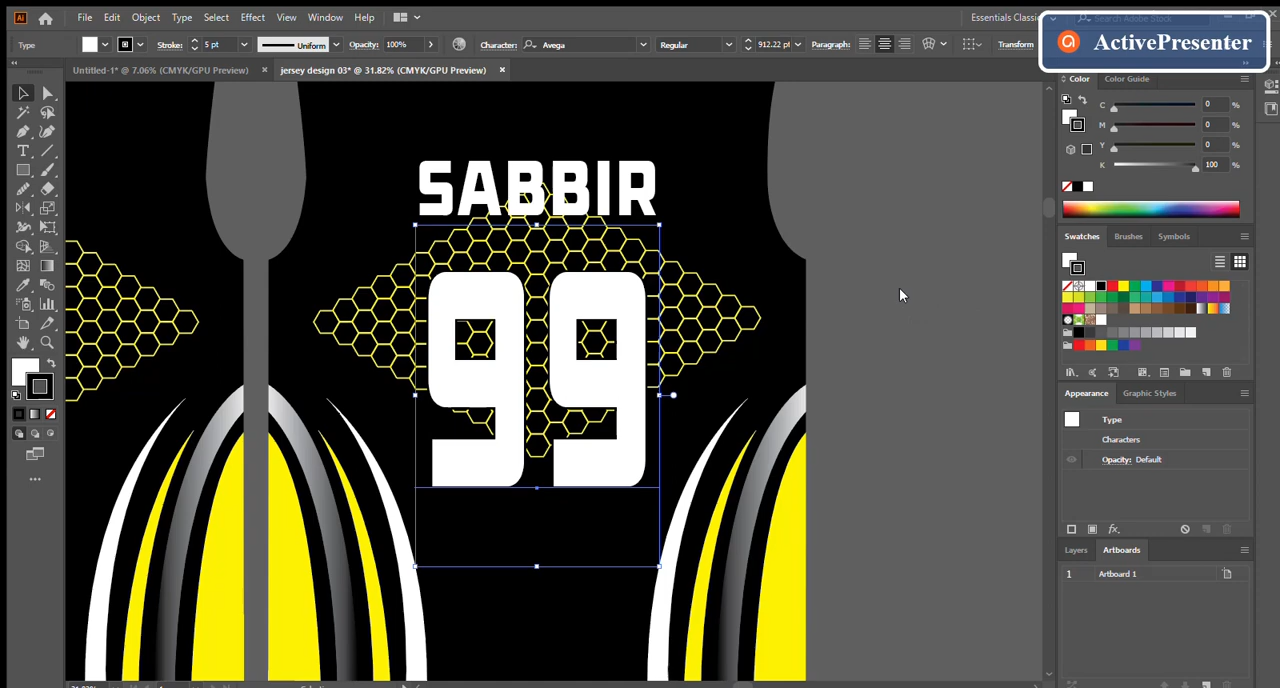 Ai File Edit Object Type Select Effect View Window Help Essentials Classic
ActivePresenter
Type Stroke: 5 pt Uniform Opacity: 100% Character: Avega Regular 912.22 pt Paragraph: Transform
Untitled-1* @ 7.06% (CMYK/GPU Preview) × jersey design 03* @ 31.82% (CMYK/GPU Preview) ×
Color Color Guide
C 0 %
M 0 %
Y 0 %
K 100 %
SABBIR
99
Swatches Brushes Symbols
Appearance Graphic Styles
Type
Characters
Opacity: Default
fx
Layers Artboards
1 Artboard 1